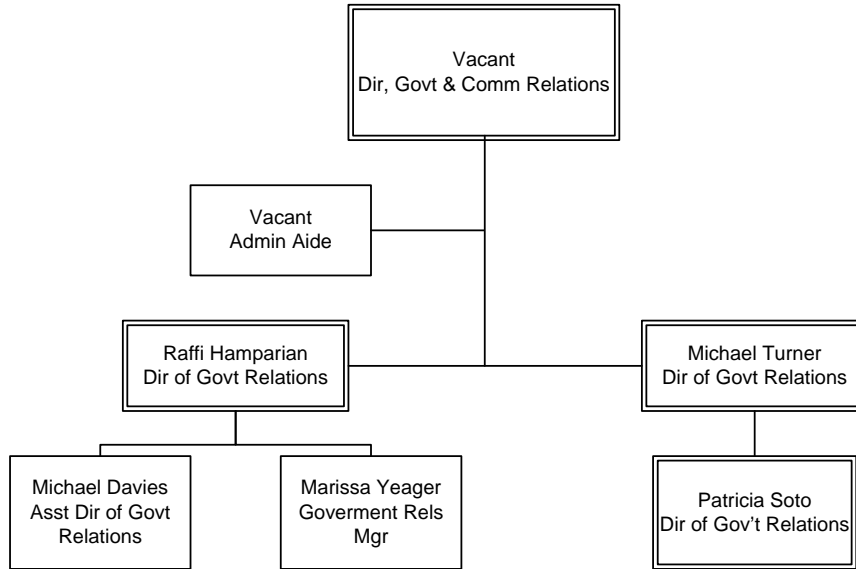 Vacant
Dir, Govt & Comm Relations
Vacant
Admin Aide
Raffi Hamparian
Dir of Govt Relations
Michael Turner
Dir of Govt Relations
Michael Davies
Asst Dir of Govt
Relations
Marissa Yeager
Goverment Rels
Mgr
Patricia Soto
Dir of Gov’t Relations